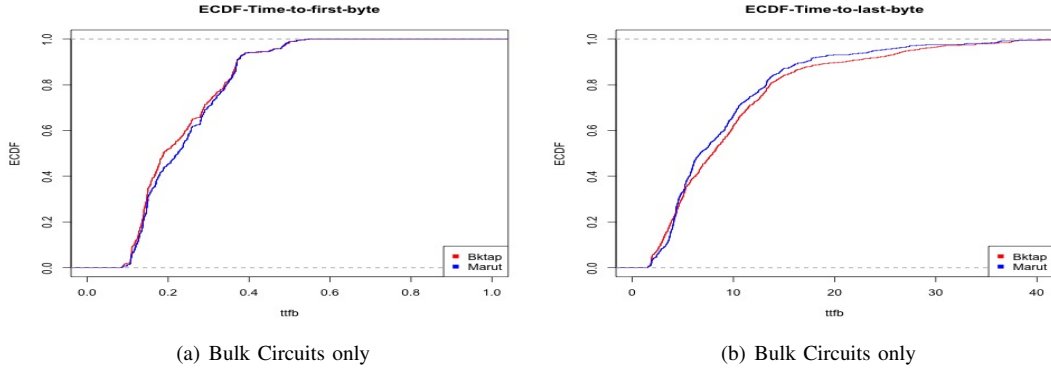 ECDF-Time-to-first-byte
ECDF
1.0
0.8
0.6
0.4
0.2
0.0
Bktap
Marut
0.0 0.2 0.4 0.6 0.8 1.0
ttfb
(a) Bulk Circuits only
ECDF-Time-to-last-byte
ECDF
1.0
0.8
0.6
0.4
0.2
0.0
Bktap
Marut
0 10 20 30 40
ttfb
(b) Bulk Circuits only